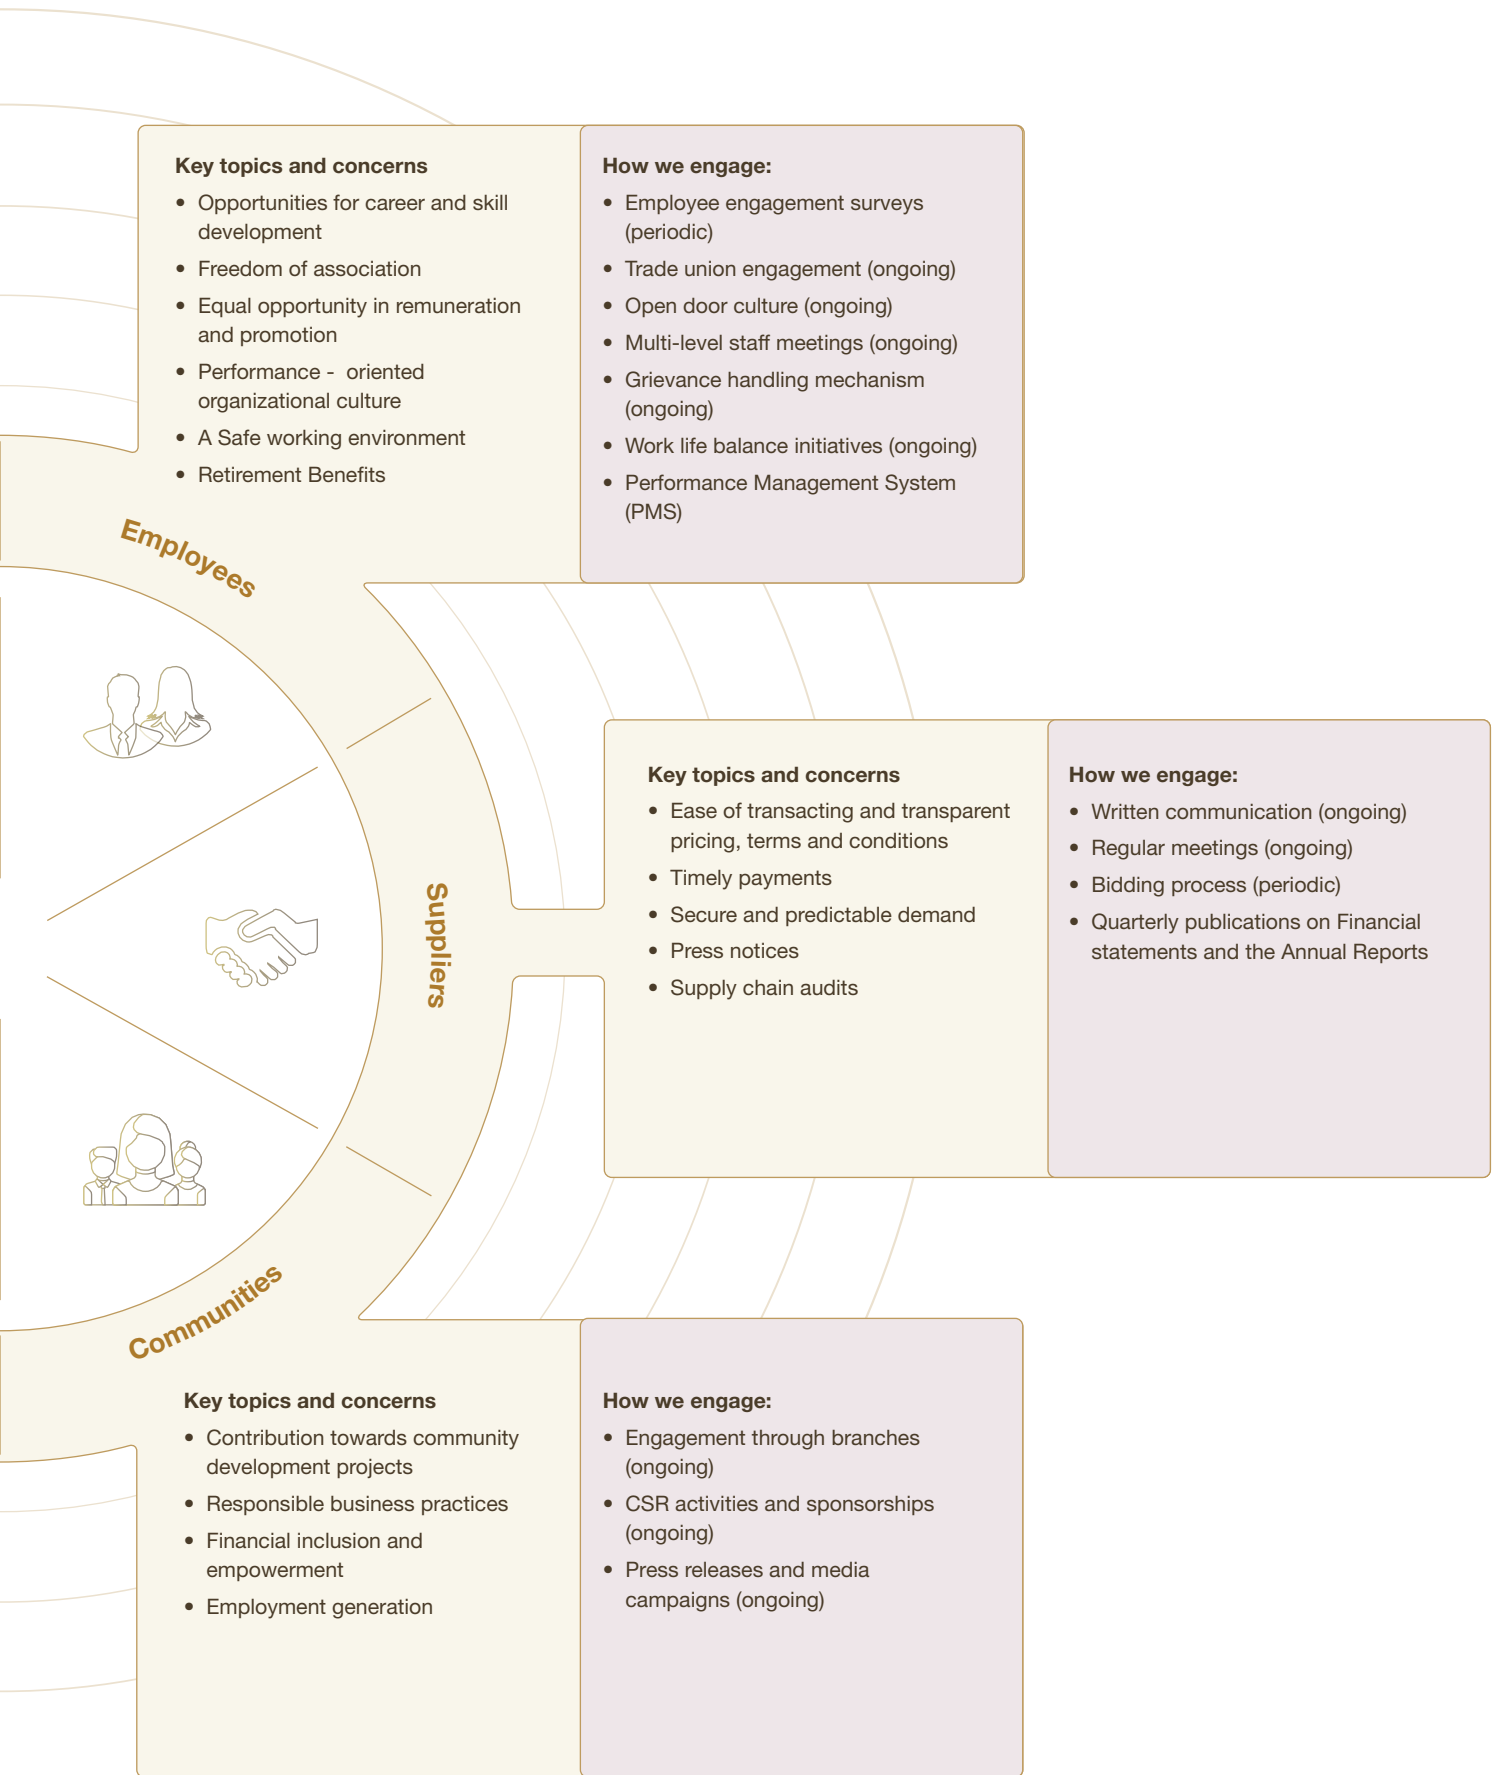 Key topics and concerns
• Opportunities for career and skill
development
• Freedom of association
• Equal opportunity in remuneration
and promotion
• Performance -  oriented
organizational culture
• A Safe working environment
• Retirement Benefits
How we engage:
• Employee engagement surveys
(periodic)
• Trade union engagement (ongoing)
• Open door culture (ongoing)
• Multi-level staff meetings (ongoing)
• Grievance handling mechanism
(ongoing)
• Work life balance initiatives (ongoing)
• Performance Management System
(PMS)
Employees
Suppliers
Key topics and concerns
• Ease of transacting and transparent
pricing, terms and conditions
• Timely payments
• Secure and predictable demand
• Press notices
• Supply chain audits
How we engage:
• Written communication (ongoing)
• Regular meetings (ongoing)
• Bidding process (periodic)
• Quarterly publications on Financial
statements and the Annual Reports
Communities
Key topics and concerns
• Contribution towards community
development projects
• Responsible business practices
• Financial inclusion and
empowerment
• Employment generation
How we engage:
• Engagement through branches
(ongoing)
• CSR activities and sponsorships
(ongoing)
• Press releases and media
campaigns (ongoing)